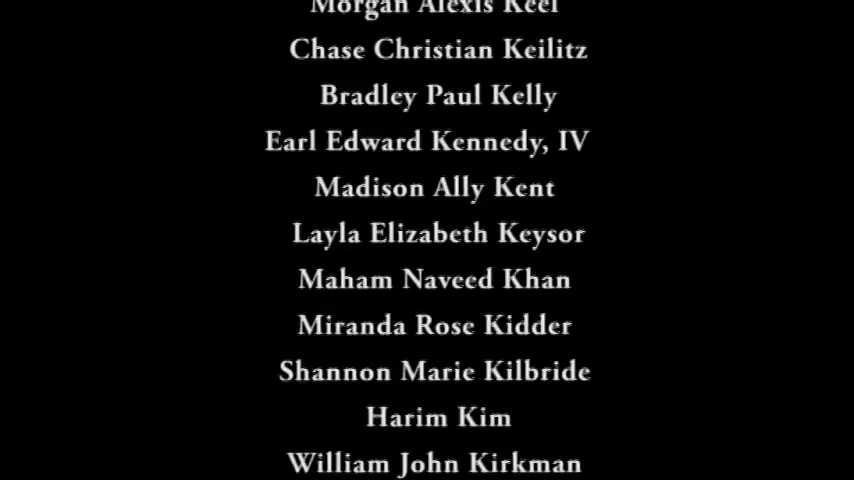 Morgan Alexis Keel
Chase Christian Keilitz
Bradley Paul Kelly
Earl Edward Kennedy, IV
Madison Ally Kent
Layla Elizabeth Keysor
Maham Naveed Khan
Miranda Rose Kidder
Shannon Marie Kilbride
Harim Kim
William John Kirkman